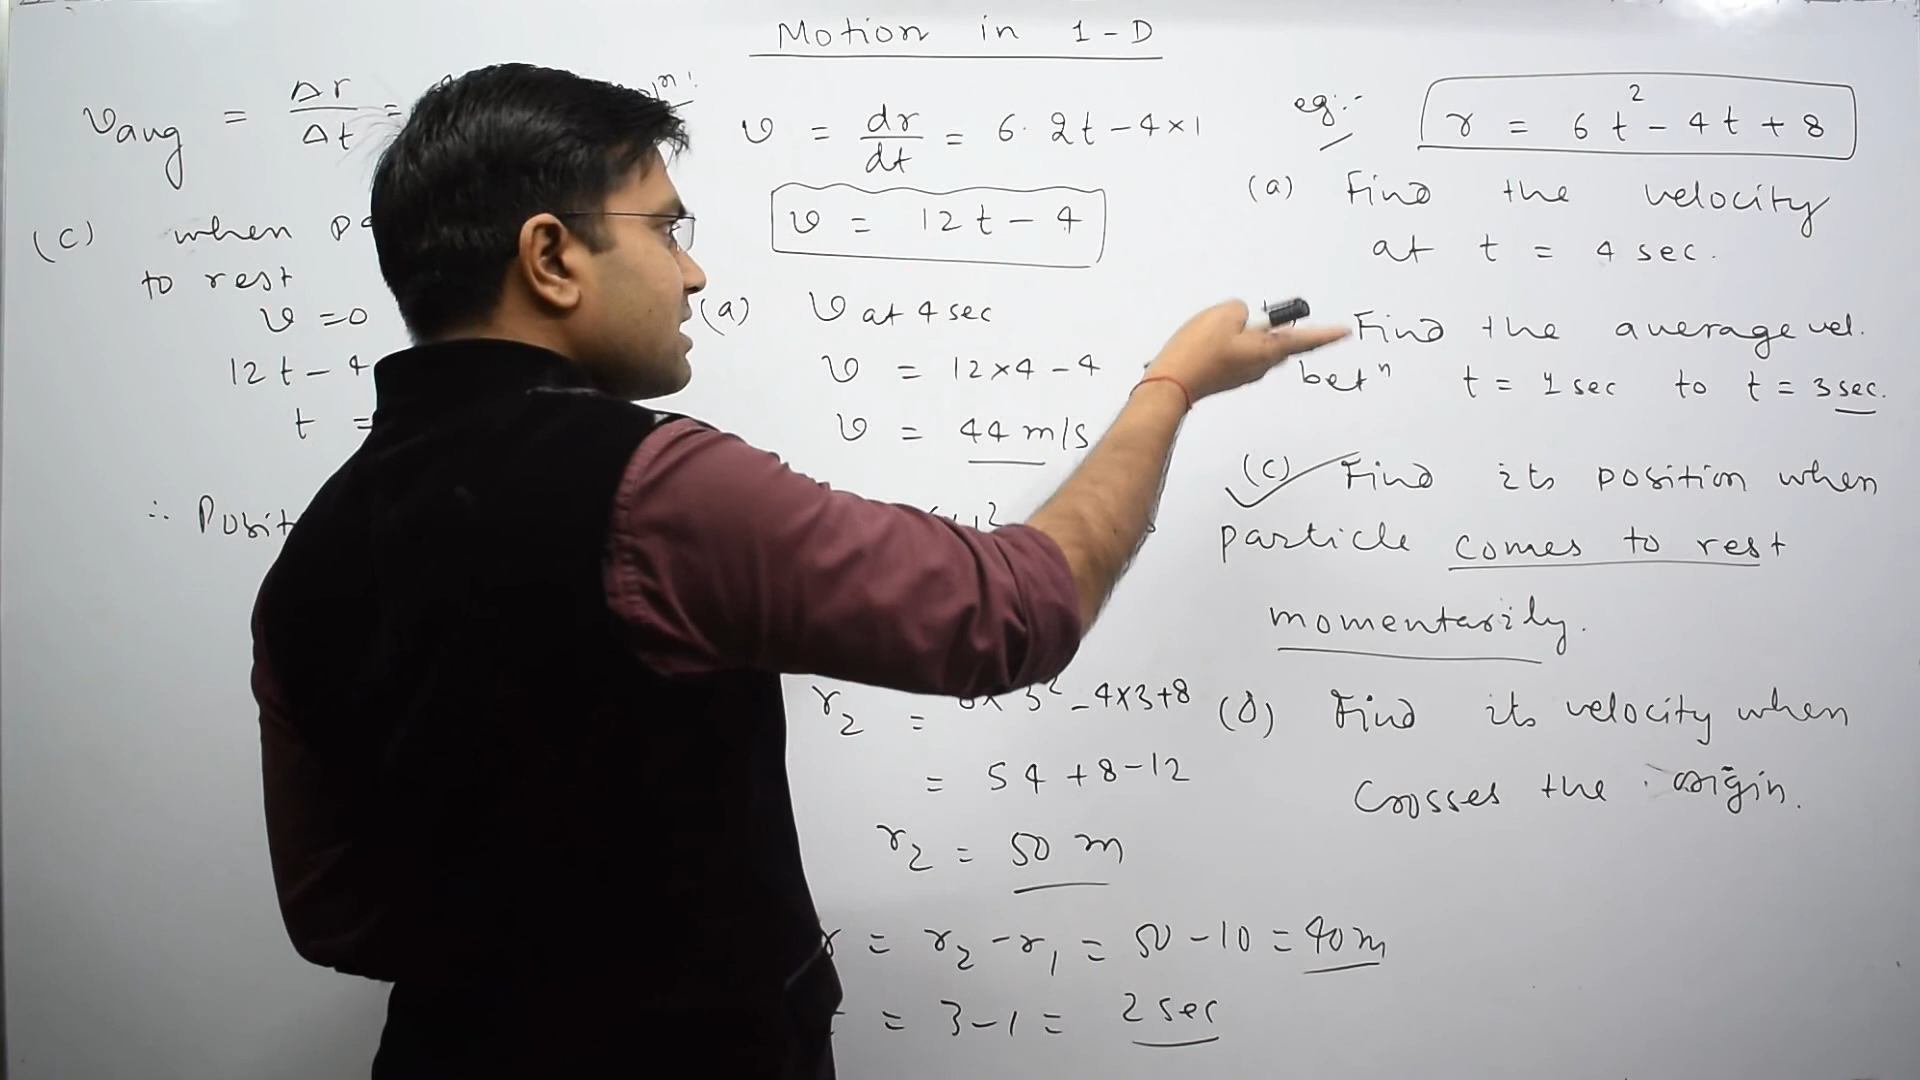 Motion in 1-D
vavg = Δr/Δt =
(c) when
to rest
v = 0
12t - 4
t =
∴ Posit
v = dr/dt = 6· 2t - 4×1
v = 12t - 4
(a) v at 4 sec
v = 12×4 - 4
v = 44 m/s
r₂ = 6× 3² - 4×3+8
= 54 + 8 - 12
r₂ = 50 m
r = r₂ - r₁ = 50 - 10 = 40m
= 3-1 = 2 sec
eg:-
r = 6t² - 4t + 8
(a) Find the velocity
at t = 4 sec.
Find the average vel.
betⁿ t = 1 sec to t = 3 sec.
(c) Find its position when
particle comes to rest
momentarily.
(d) Find its velocity when
crosses the origin.